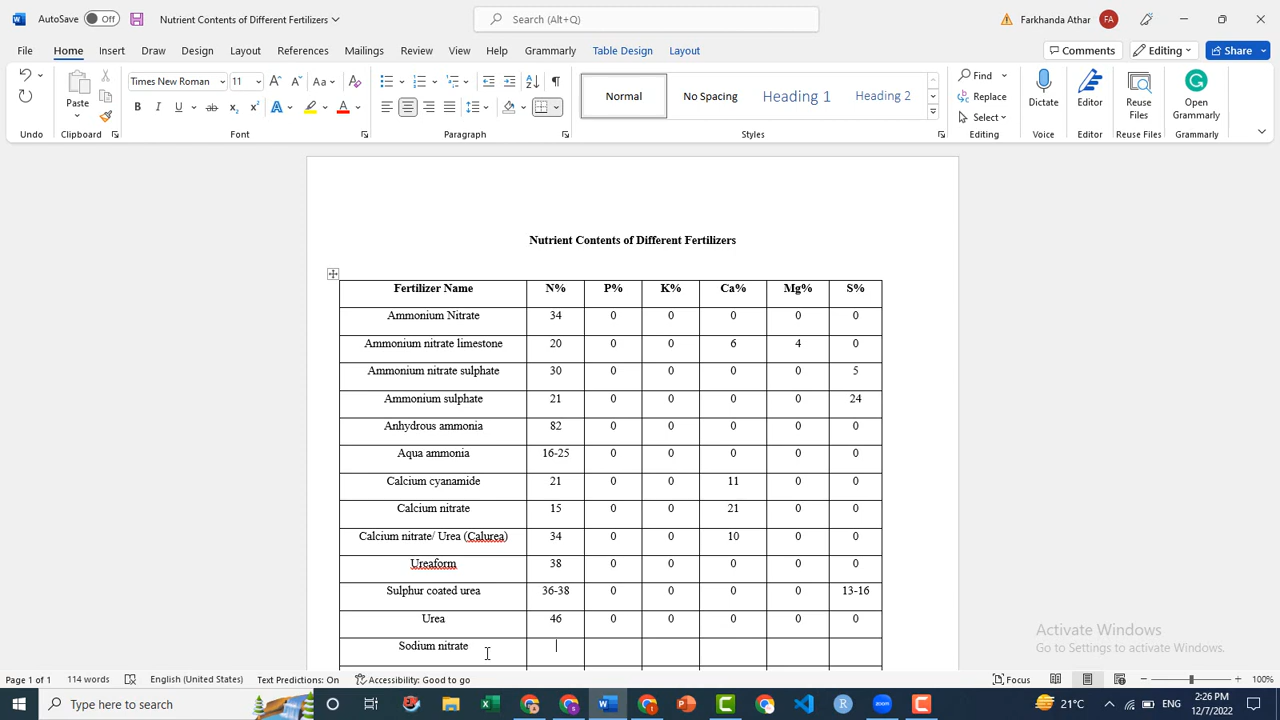 AutoSave Off Nutrient Contents of Different Fertilizers Search (Alt+Q) Farkhanda Athar FA
File Home Insert Draw Design Layout References Mailings Review View Help Grammarly Table Design Layout Comments Editing Share
Times New Roman 11
Paste Normal No Spacing Heading 1 Heading 2 Find Replace Select Dictate Editor Reuse Files Open Grammarly
Undo Clipboard Font Paragraph Styles Editing Voice Editor Reuse Files Grammarly
Nutrient Contents of Different Fertilizers
Fertilizer Name N% P% K% Ca% Mg% S%
Ammonium Nitrate 34 0 0 0 0 0
Ammonium nitrate limestone 20 0 0 6 4 0
Ammonium nitrate sulphate 30 0 0 0 0 5
Ammonium sulphate 21 0 0 0 0 24
Anhydrous ammonia 82 0 0 0 0 0
Aqua ammonia 16-25 0 0 0 0 0
Calcium cyanamide 21 0 0 11 0 0
Calcium nitrate 15 0 0 21 0 0
Calcium nitrate/ Urea (Calurea) 34 0 0 10 0 0
Ureaform 38 0 0 0 0 0
Sulphur coated urea 36-38 0 0 0 0 13-16
Urea 46 0 0 0 0 0
Sodium nitrate
Activate Windows
Go to Settings to activate Windows.
Page 1 of 1 114 words English (United States) Text Predictions: On Accessibility: Good to go Focus 100%
Type here to search 21°C ENG 2:26 PM
12/7/2022